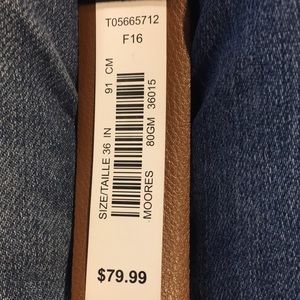 T05665712
F16
SIZE/TAILLE 36 IN 91 CM
MOORES 80GM 36015
$79.99